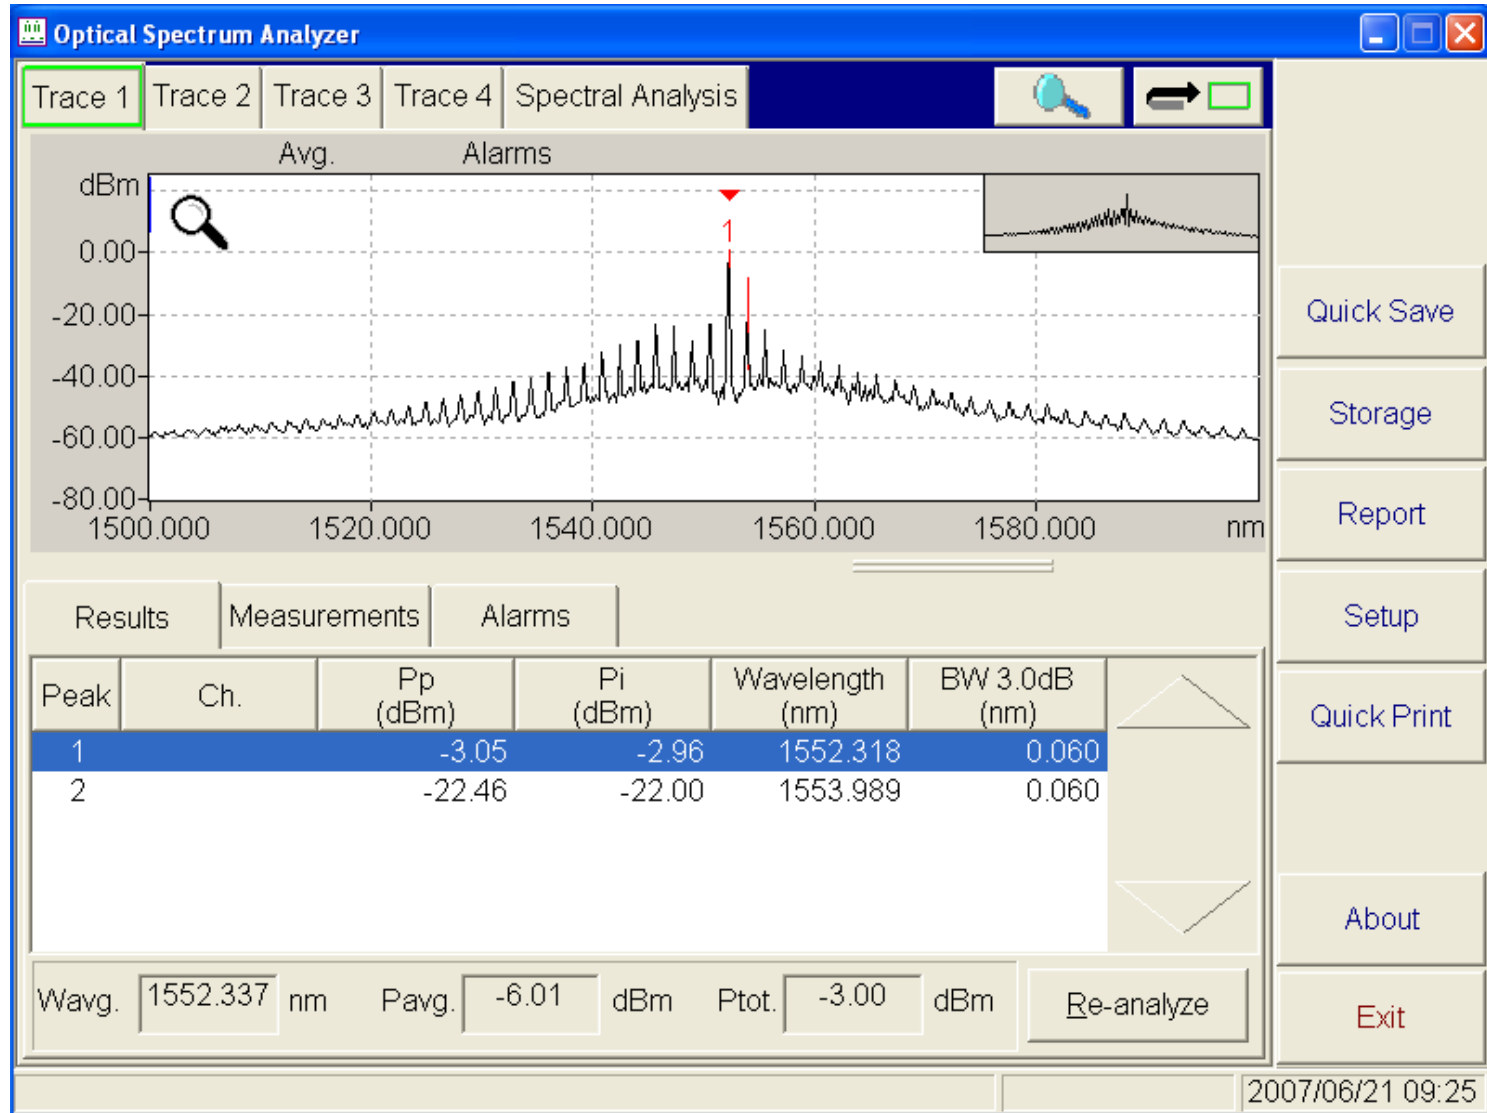 Optical Spectrum Analyzer
Trace 1 Trace 2 Trace 3 Trace 4 Spectral Analysis
Avg. Alarms
dBm
1
0.00
-20.00
-40.00
-60.00
-80.00
1500.000 1520.000 1540.000 1560.000 1580.000 nm
Quick Save
Storage
Report
Setup
Quick Print
About
Exit
Results Measurements Alarms
Peak Ch. Pp (dBm) Pi (dBm) Wavelength (nm) BW 3.0dB (nm)
1 -3.05 -2.96 1552.318 0.060
2 -22.46 -22.00 1553.989 0.060
Wavg. 1552.337 nm Pavg. -6.01 dBm Ptot. -3.00 dBm Re-analyze
2007/06/21 09:25